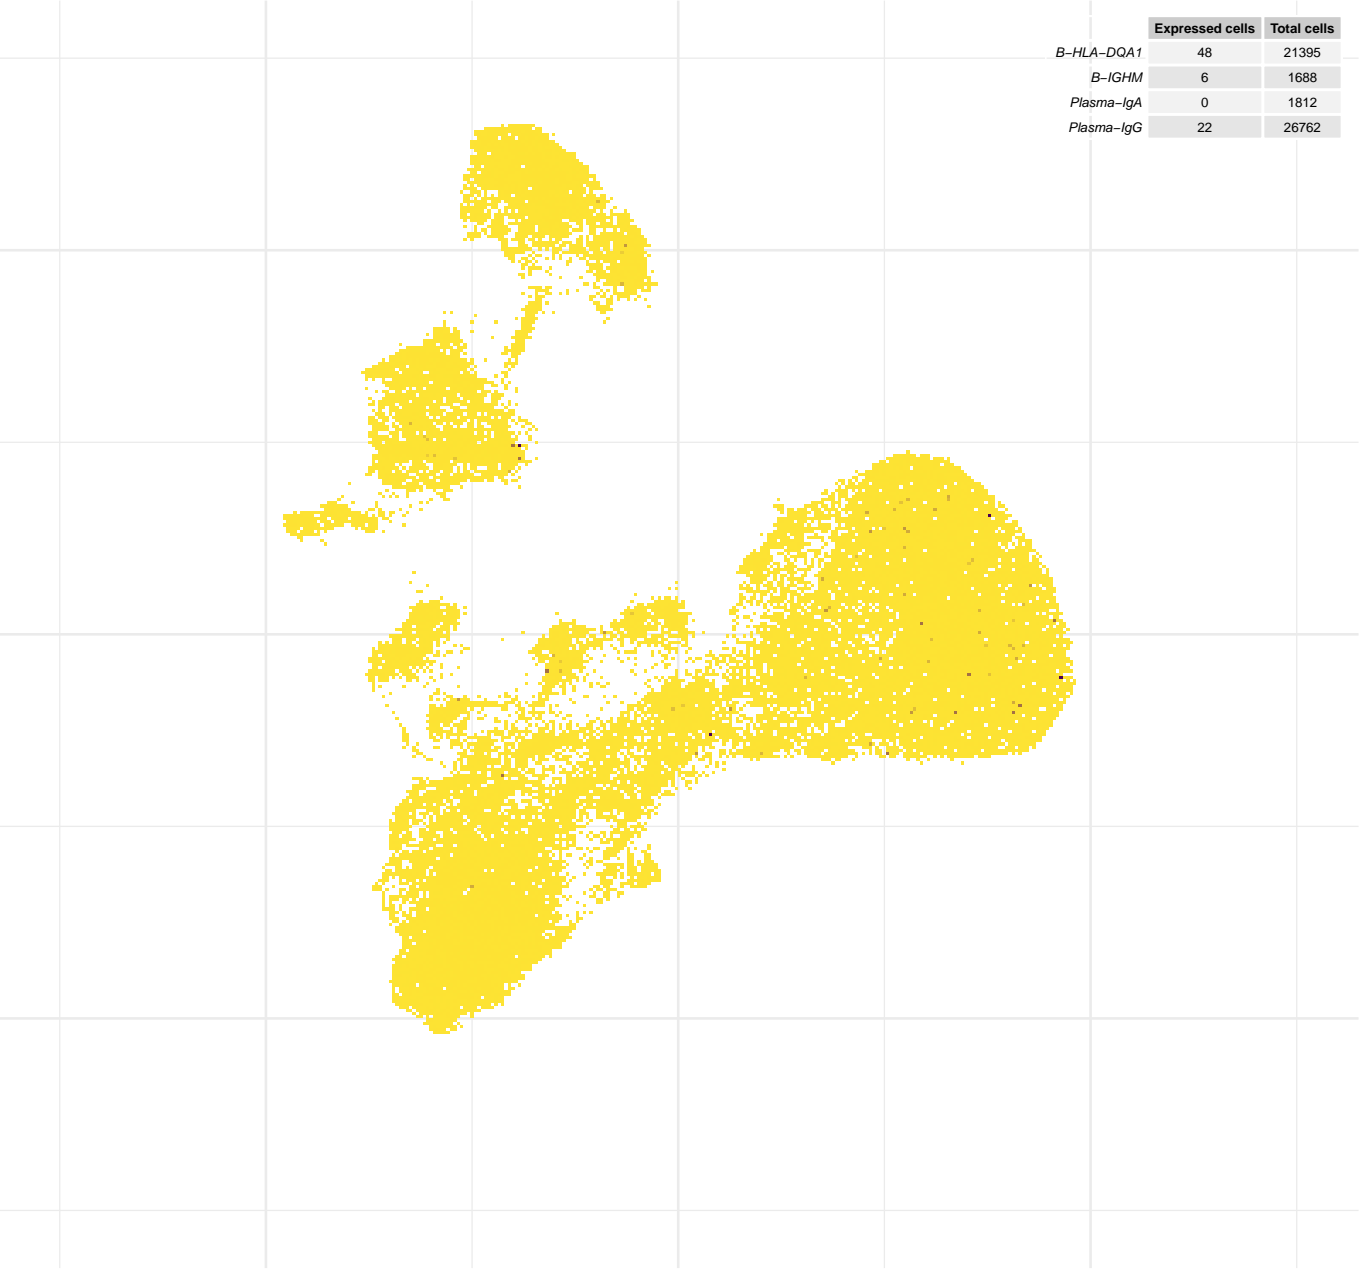 Expressed cells Total cells
B−HLA−DQA1 48 21395
B−IGHM 6 1688
Plasma−IgA 0 1812
Plasma−IgG 22 26762